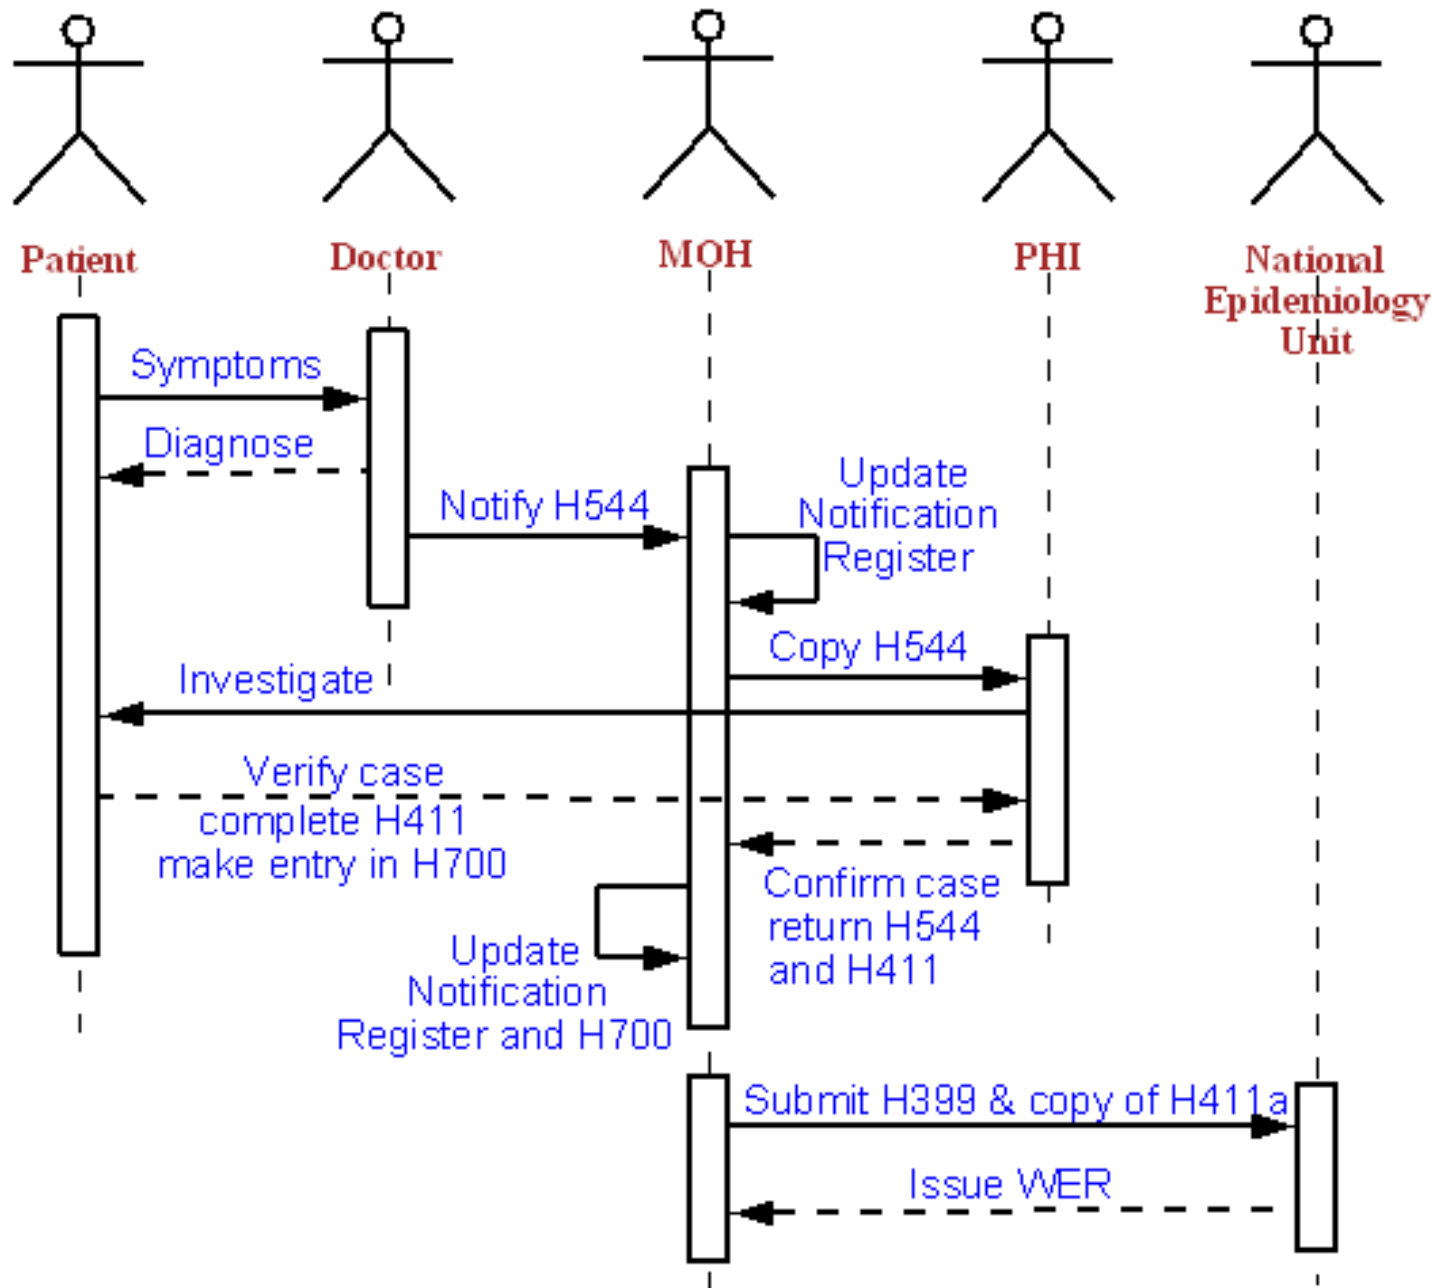 Patient
Doctor
MOH
PHI
National
Epidemiology
Unit
Symptoms
Diagnose
Notify H544
Update
Notification
Register
Copy H544
Investigate
Verify case
complete H411
make entry in H700
Confirm case
return H544
and H411
Update
Notification
Register and H700
Submit H399 & copy of H411a
Issue WER